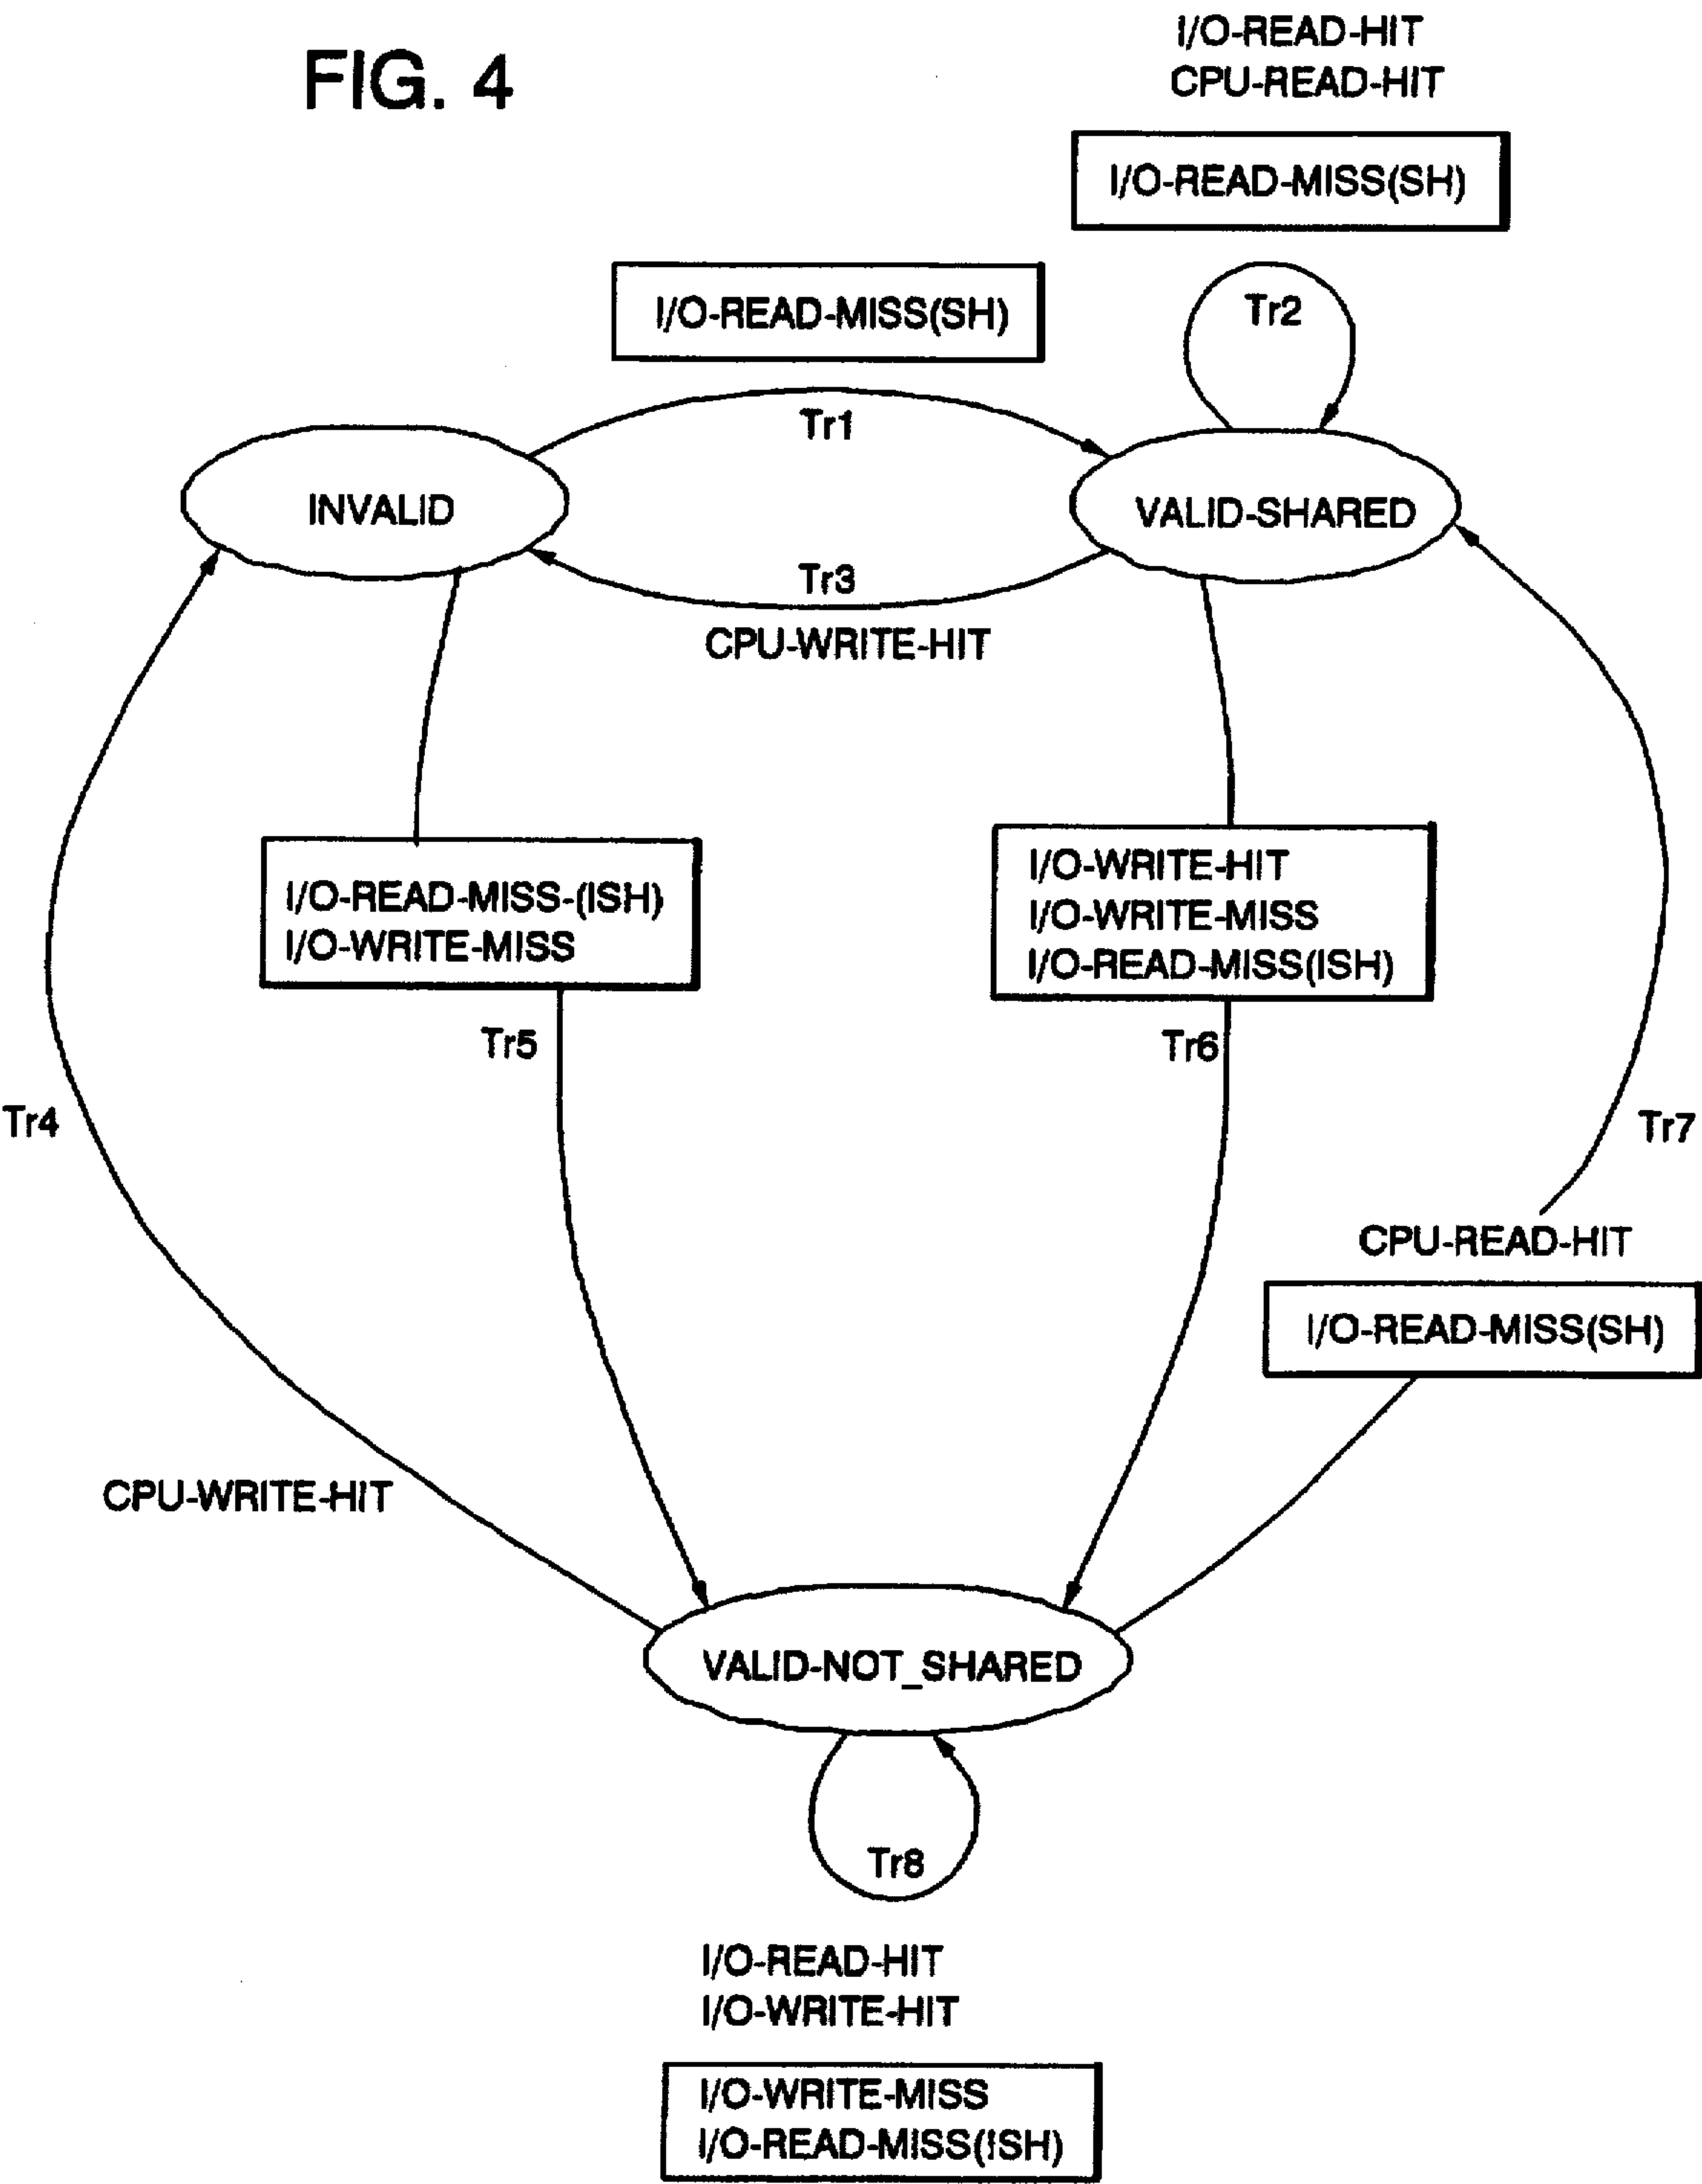 FIG. 4
I/O-READ-HIT
CPU-READ-HIT
I/O-READ-MISS(SH)
I/O-READ-MISS(SH)
Tr2
Tr1
INVALID
VALID-SHARED
Tr3
CPU-WRITE-HIT
I/O-READ-MISS-(!SH)
I/O-WRITE-MISS
I/O-WRITE-HIT
I/O-WRITE-MISS
I/O-READ-MISS(!SH)
Tr5
Tr6
Tr4
Tr7
CPU-READ-HIT
I/O-READ-MISS(SH)
CPU-WRITE-HIT
VALID-NOT_SHARED
Tr8
I/O-READ-HIT
I/O-WRITE-HIT
I/O-WRITE-MISS
I/O-READ-MISS(!SH)